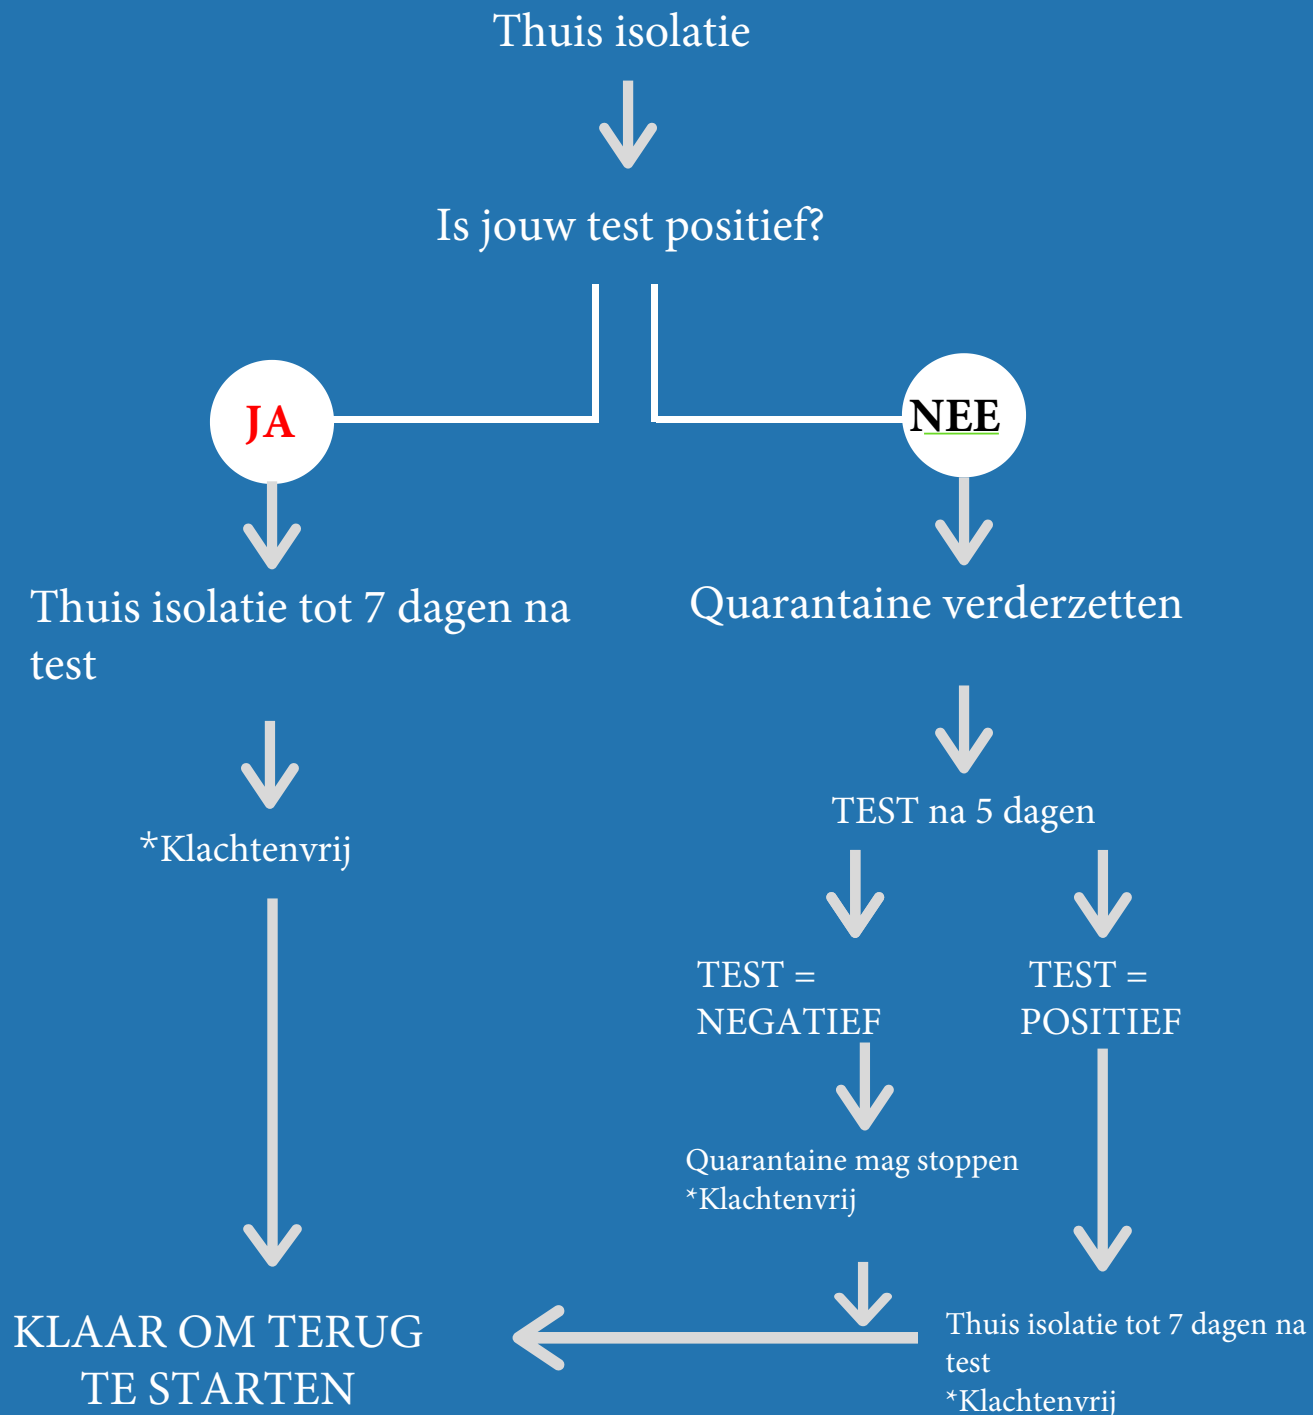 Thuis isolatie
Is jouw test positief?
JA
NEE
Thuis isolatie tot 7 dagen na
test
Quarantaine verderzetten
*Klachtenvrij
TEST na 5 dagen
TEST =
NEGATIEF
TEST =
POSITIEF
Quarantaine mag stoppen
*Klachtenvrij
KLAAR OM TERUG
TE STARTEN
Thuis isolatie tot 7 dagen na
test
*Klachtenvrij